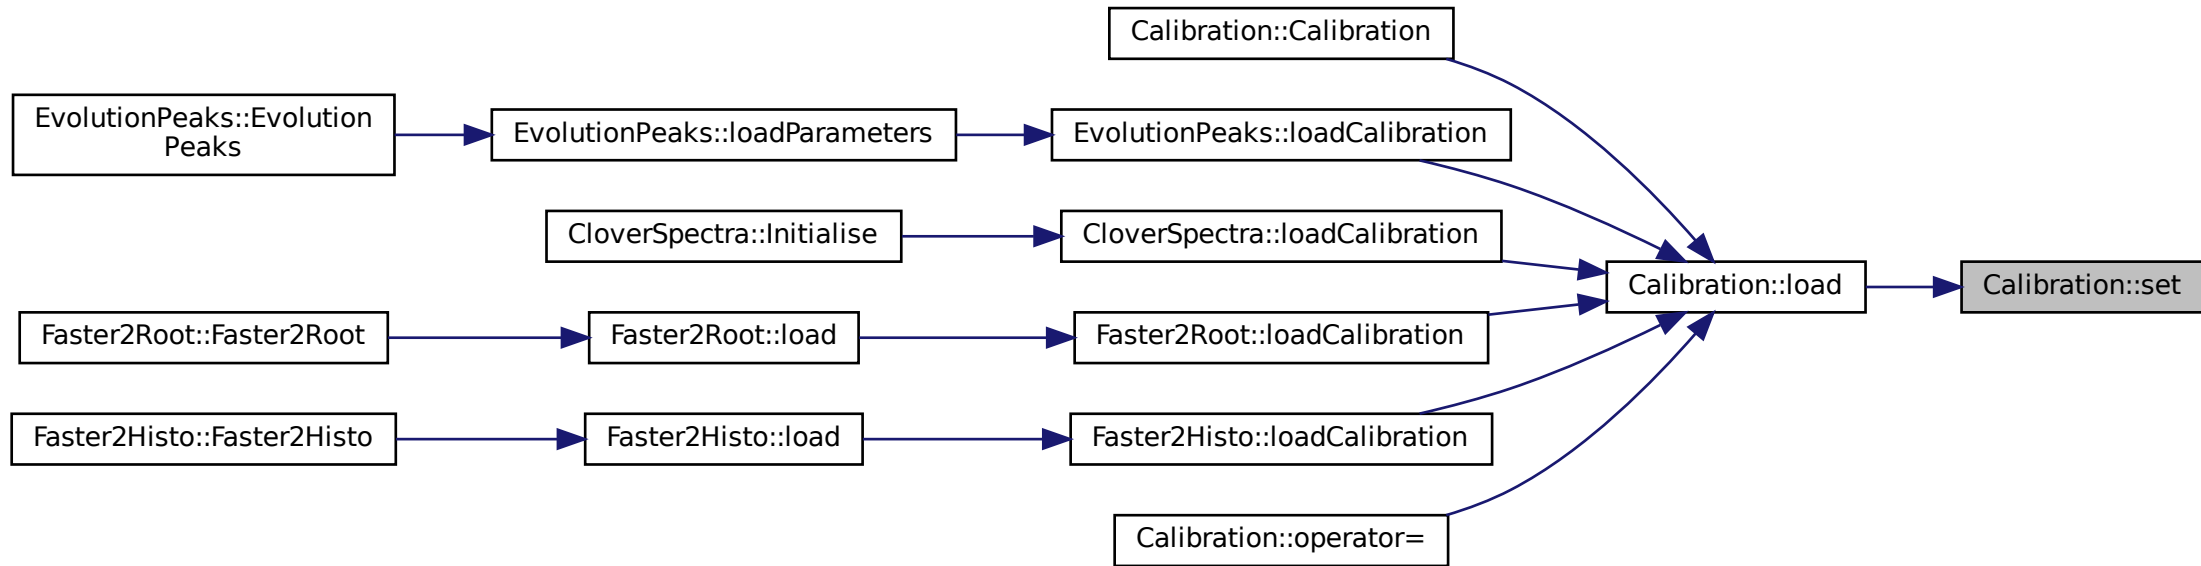 Calibration::Calibration
EvolutionPeaks::Evolution
Peaks
EvolutionPeaks::loadParameters
EvolutionPeaks::loadCalibration
CloverSpectra::Initialise
CloverSpectra::loadCalibration
Calibration::load
Calibration::set
Faster2Root::Faster2Root
Faster2Root::load
Faster2Root::loadCalibration
Faster2Histo::Faster2Histo
Faster2Histo::load
Faster2Histo::loadCalibration
Calibration::operator=